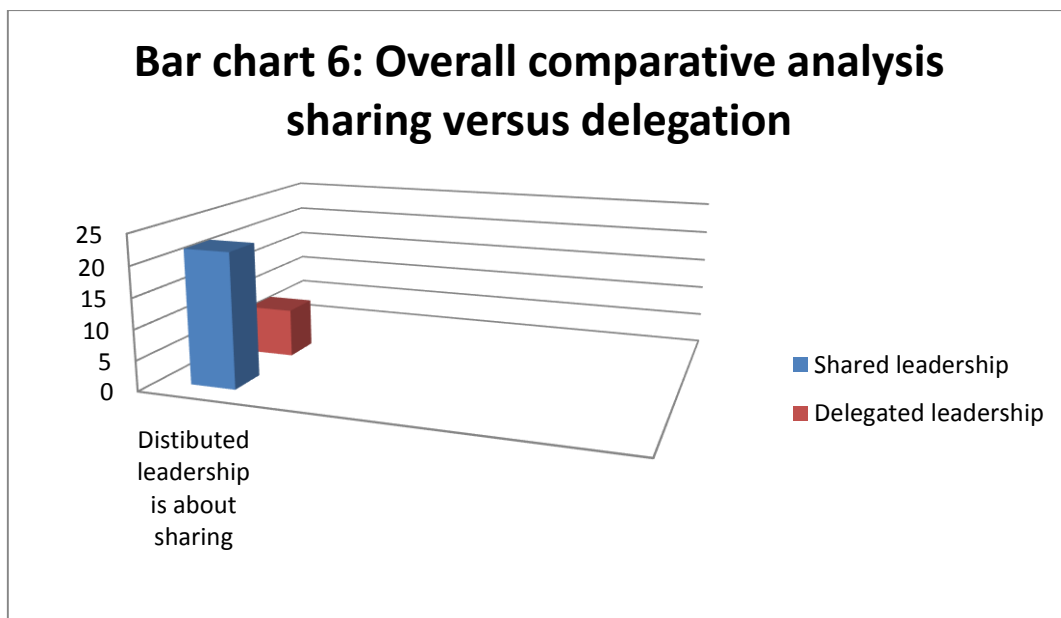 Bar chart 6: Overall comparative analysis
sharing versus delegation
25
20
15
10
5
0
Distibuted
leadership
is about
sharing
Shared leadership
Delegated leadership